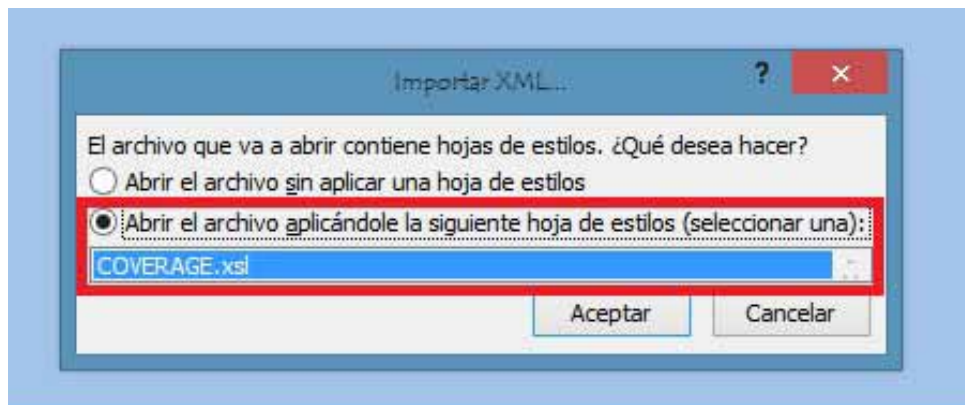 Importar XML...
?
×
El archivo que va a abrir contiene hojas de estilos. ¿Qué desea hacer?
Abrir el archivo sin aplicar una hoja de estilos
Abrir el archivo aplicándole la siguiente hoja de estilos (seleccionar una):
COVERAGE.xsl
Aceptar Cancelar